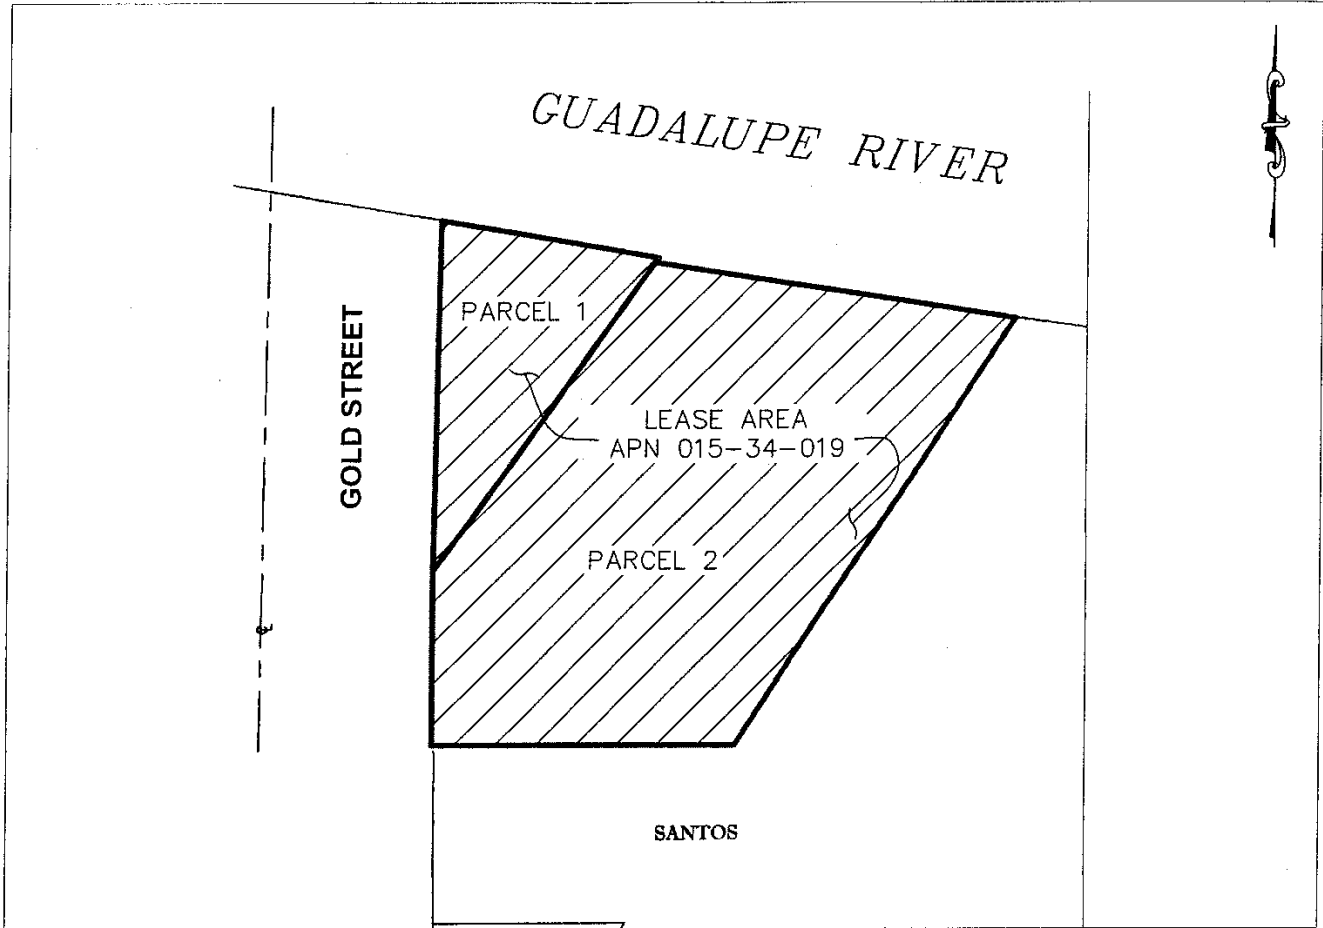 GUADALUPE RIVER
PARCEL 1
GOLD STREET
LEASE AREA
APN 015-34-019
PARCEL 2
SANTOS